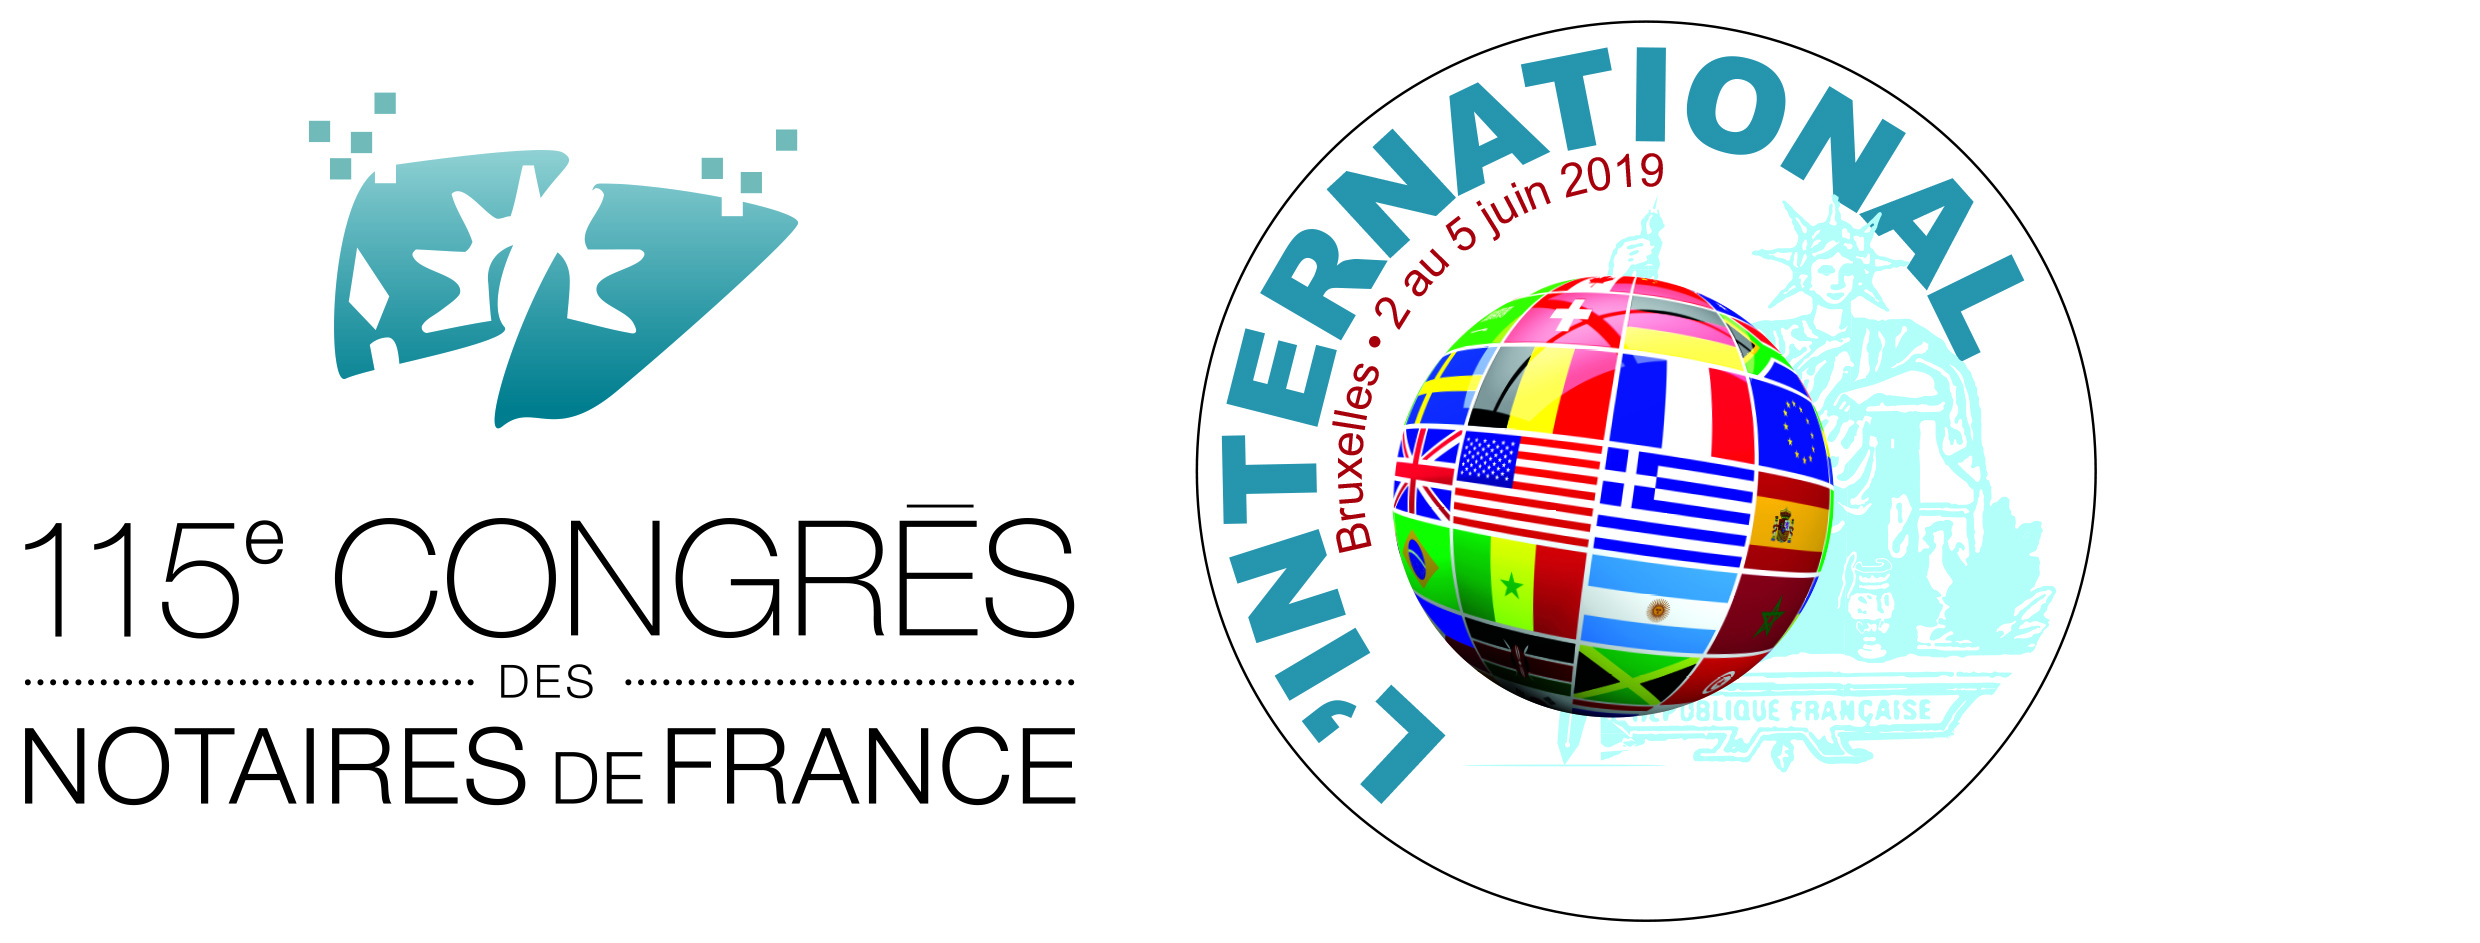 115e CONGRĒS
DES
NOTAIRES DE FRANCE
L'INTERNATIONAL
Bruxelles • 2 au 5 juin 2019
RÉPUBLIQUE FRANÇAISE